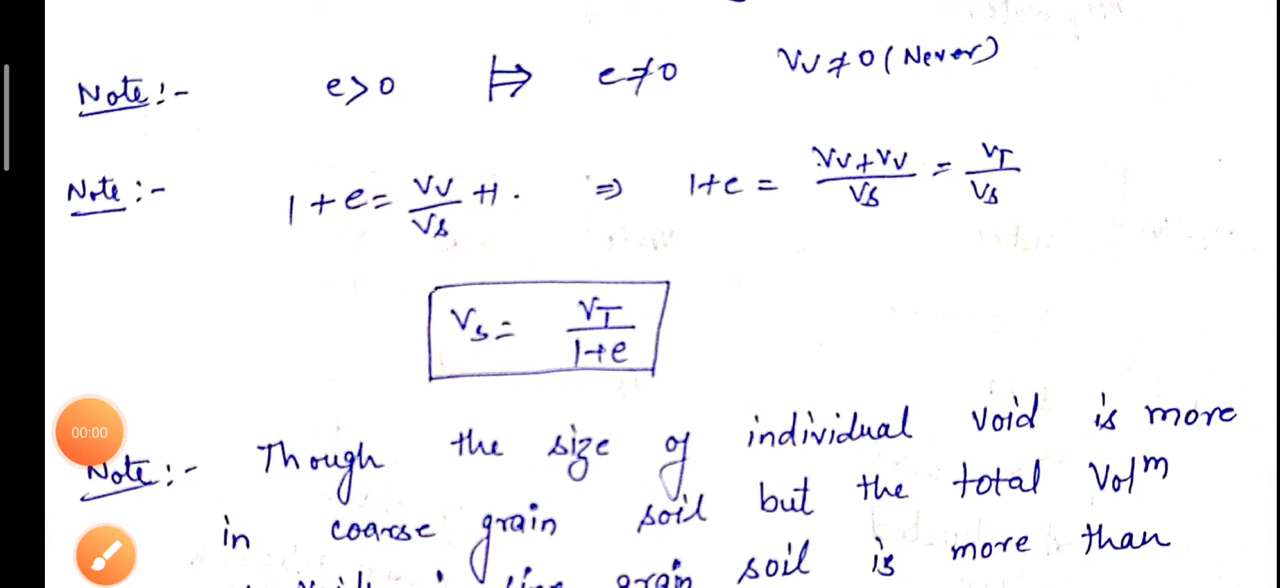 Note :- e > 0 ⟼ e ≠ 0 Vv ≠ 0 ( Never )
Note :- 1 + e = Vv/Vs + 1 . ⇒ 1 + e = (Vv + Vv)/Vs = VT/Vs
Vs = VT/(1+e)
00:00
Note :- Though the size of individual void is more
in coarse grain soil but the total Volm
grain soil is more than